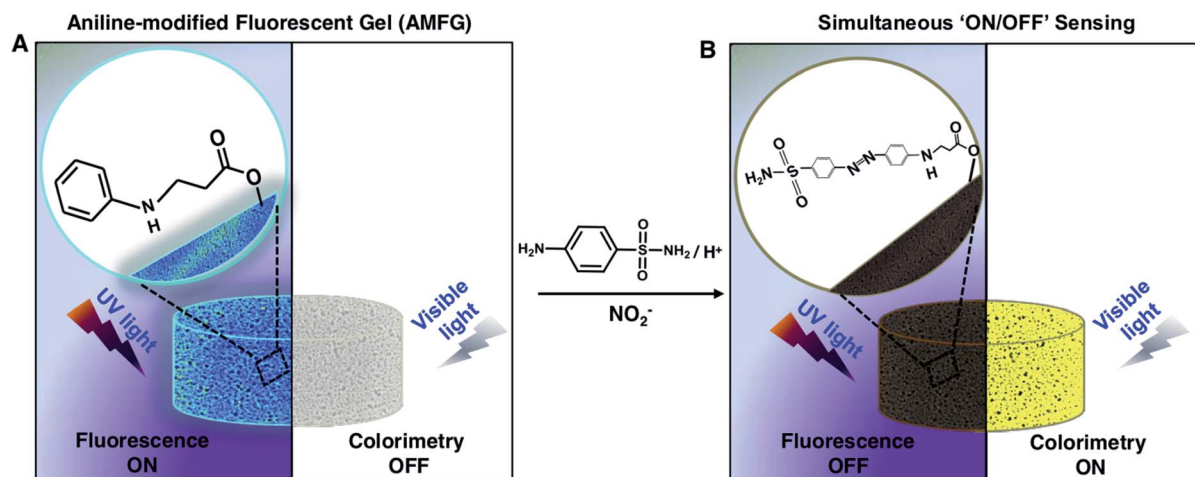 Aniline-modified Fluorescent Gel (AMFG)
Simultaneous ‘ON/OFF’ Sensing
A
O
O
N
H
UV light
Visible
light
Fluorescence
ON
Colorimetry
OFF
H₂N
O
S
O
NH₂ / H⁺
NO₂⁻
B
O
H₂N
S
O
N
N
N
H
O
O
UV light
Visible
light
Fluorescence
OFF
Colorimetry
ON